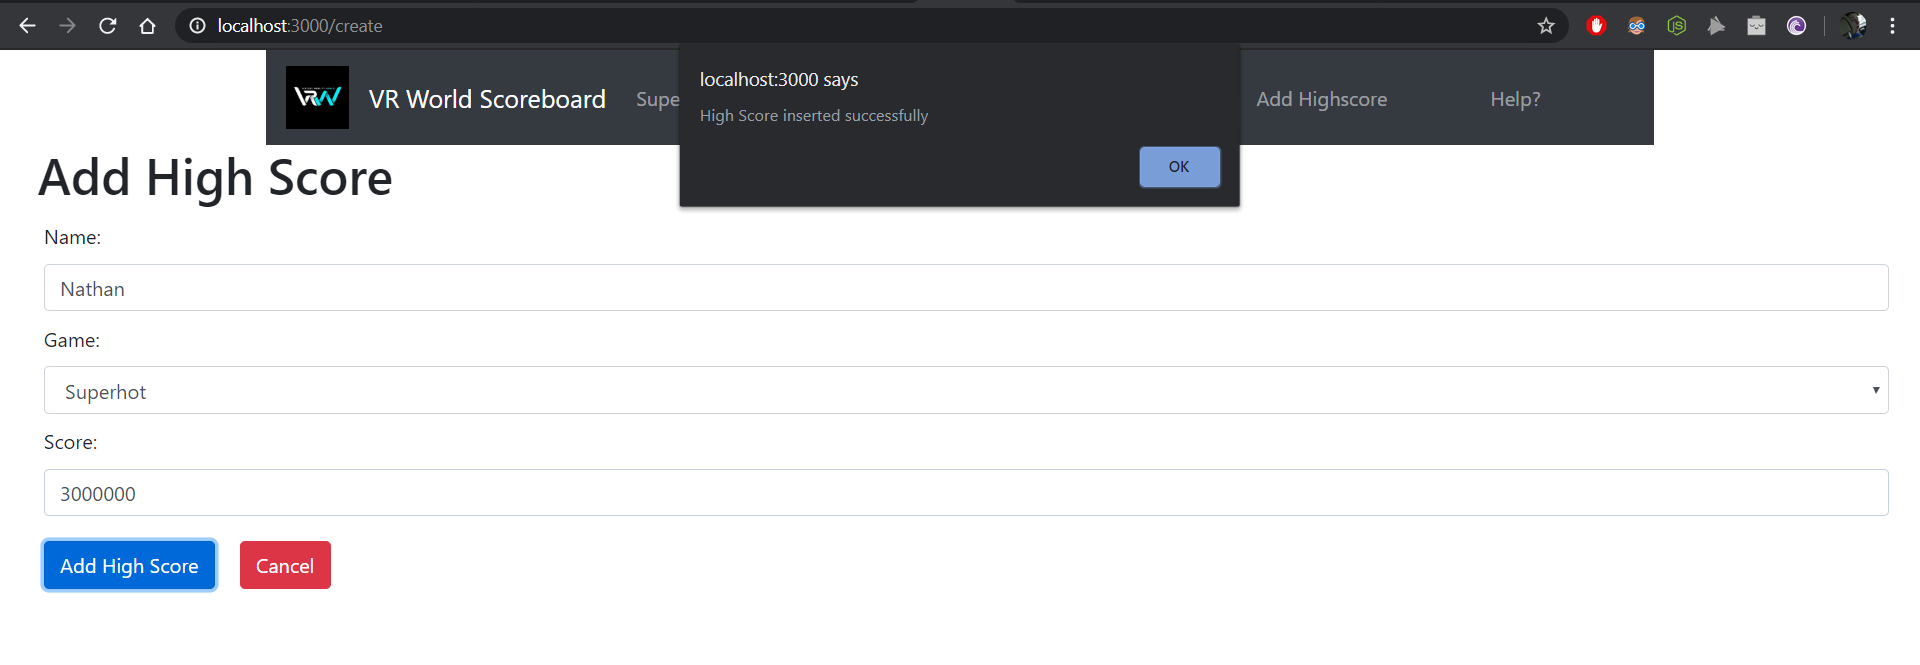 localhost:3000/create
VRW
VR World Scoreboard
Supe
Add Highscore
Help?
localhost:3000 says
High Score inserted successfully
OK
Add High Score
Name:
Nathan
Game:
Superhot
Score:
3000000
Add High Score
Cancel